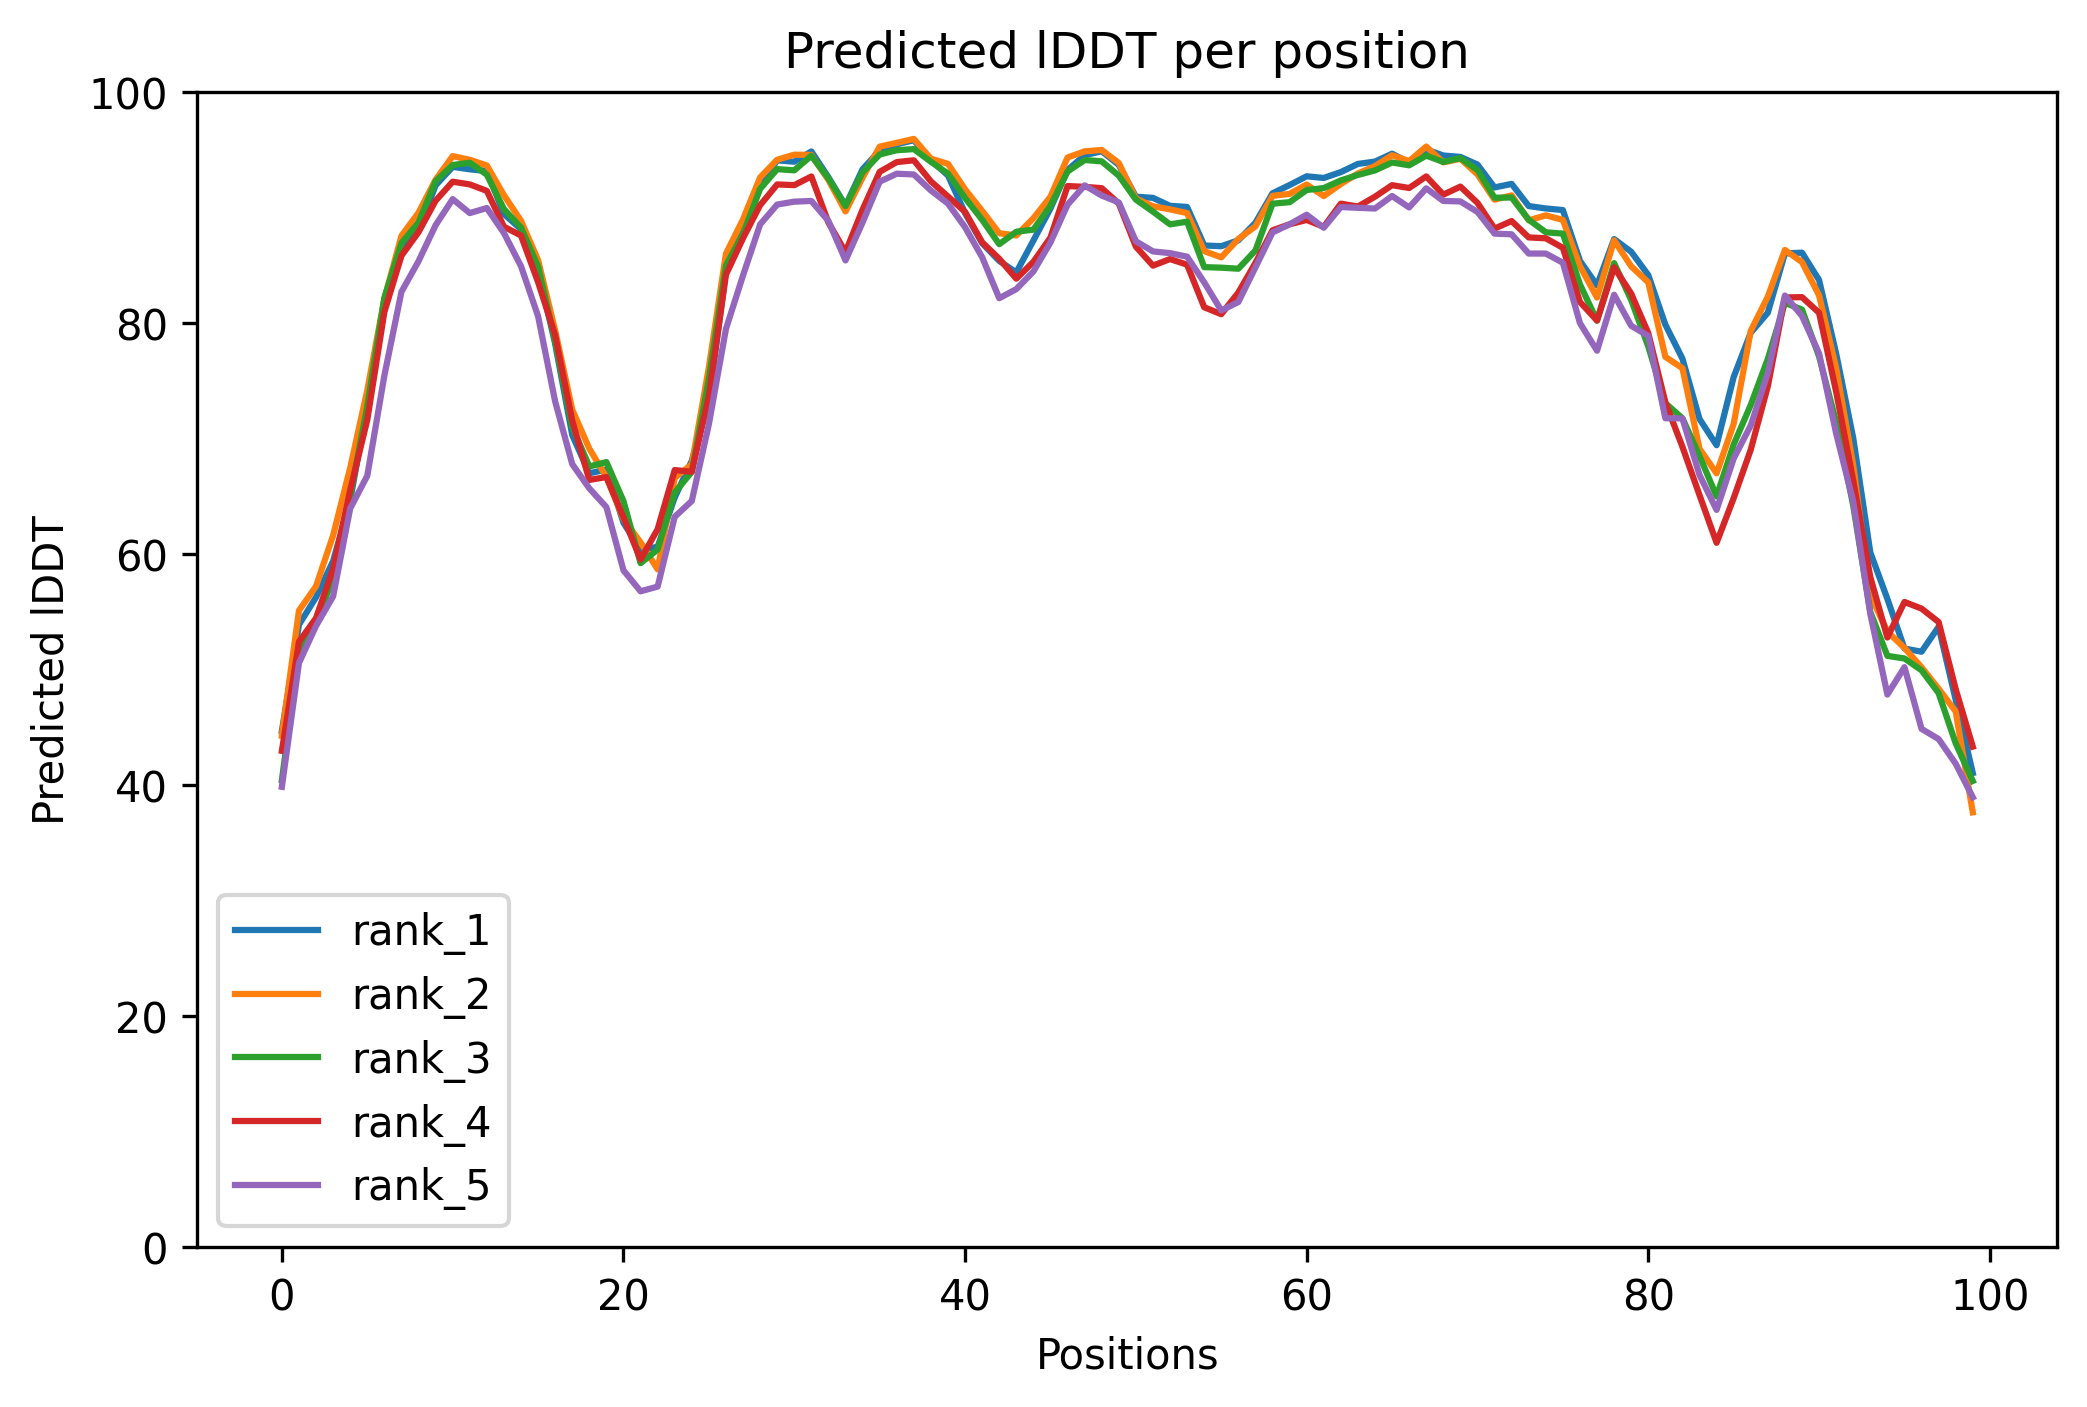 Predicted lDDT per position
Predicted lDDT
100
80
60
40
20
0
rank_1
rank_2
rank_3
rank_4
rank_5
0 20 40 60 80 100
Positions